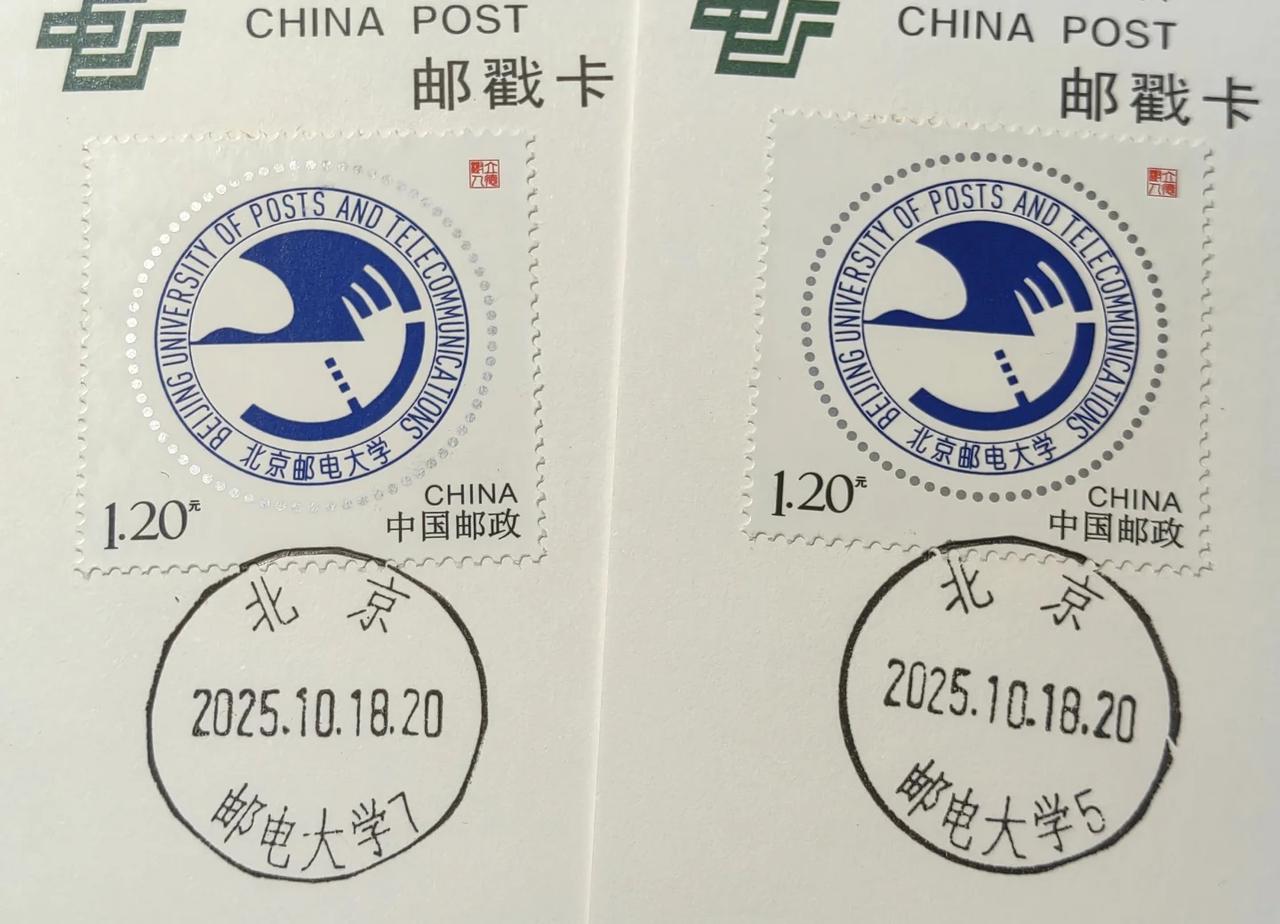 CHINA POST
邮戳卡
BEIJING UNIVERSITY OF POSTS AND TELECOMMUNICATIONS
北京邮电大学
1.20元
CHINA
中国邮政
北京
2025.10.18.20
邮电大学7
CHINA POST
邮戳卡
BEIJING UNIVERSITY OF POSTS AND TELECOMMUNICATIONS
北京邮电大学
1.20元
CHINA
中国邮政
北京
2025.10.18.20
邮电大学5